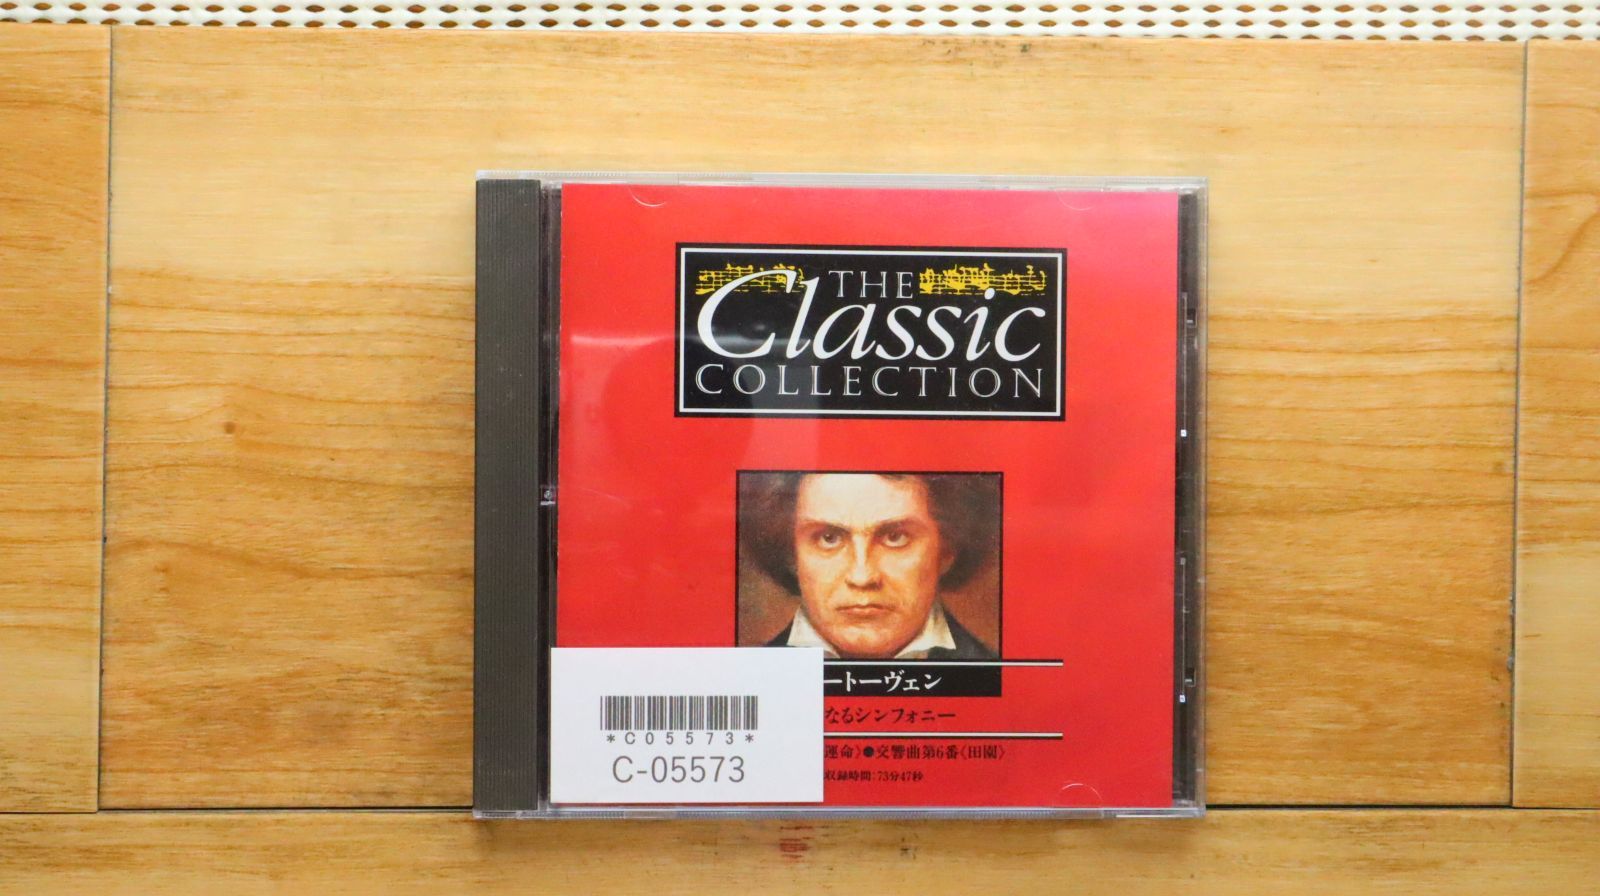 THE
Classic
COLLECTION
ートーヴェン
なるシンフォニー
運命》●交響曲第6番《田園》
収録時間:73分47秒
*C05573*
C-05573